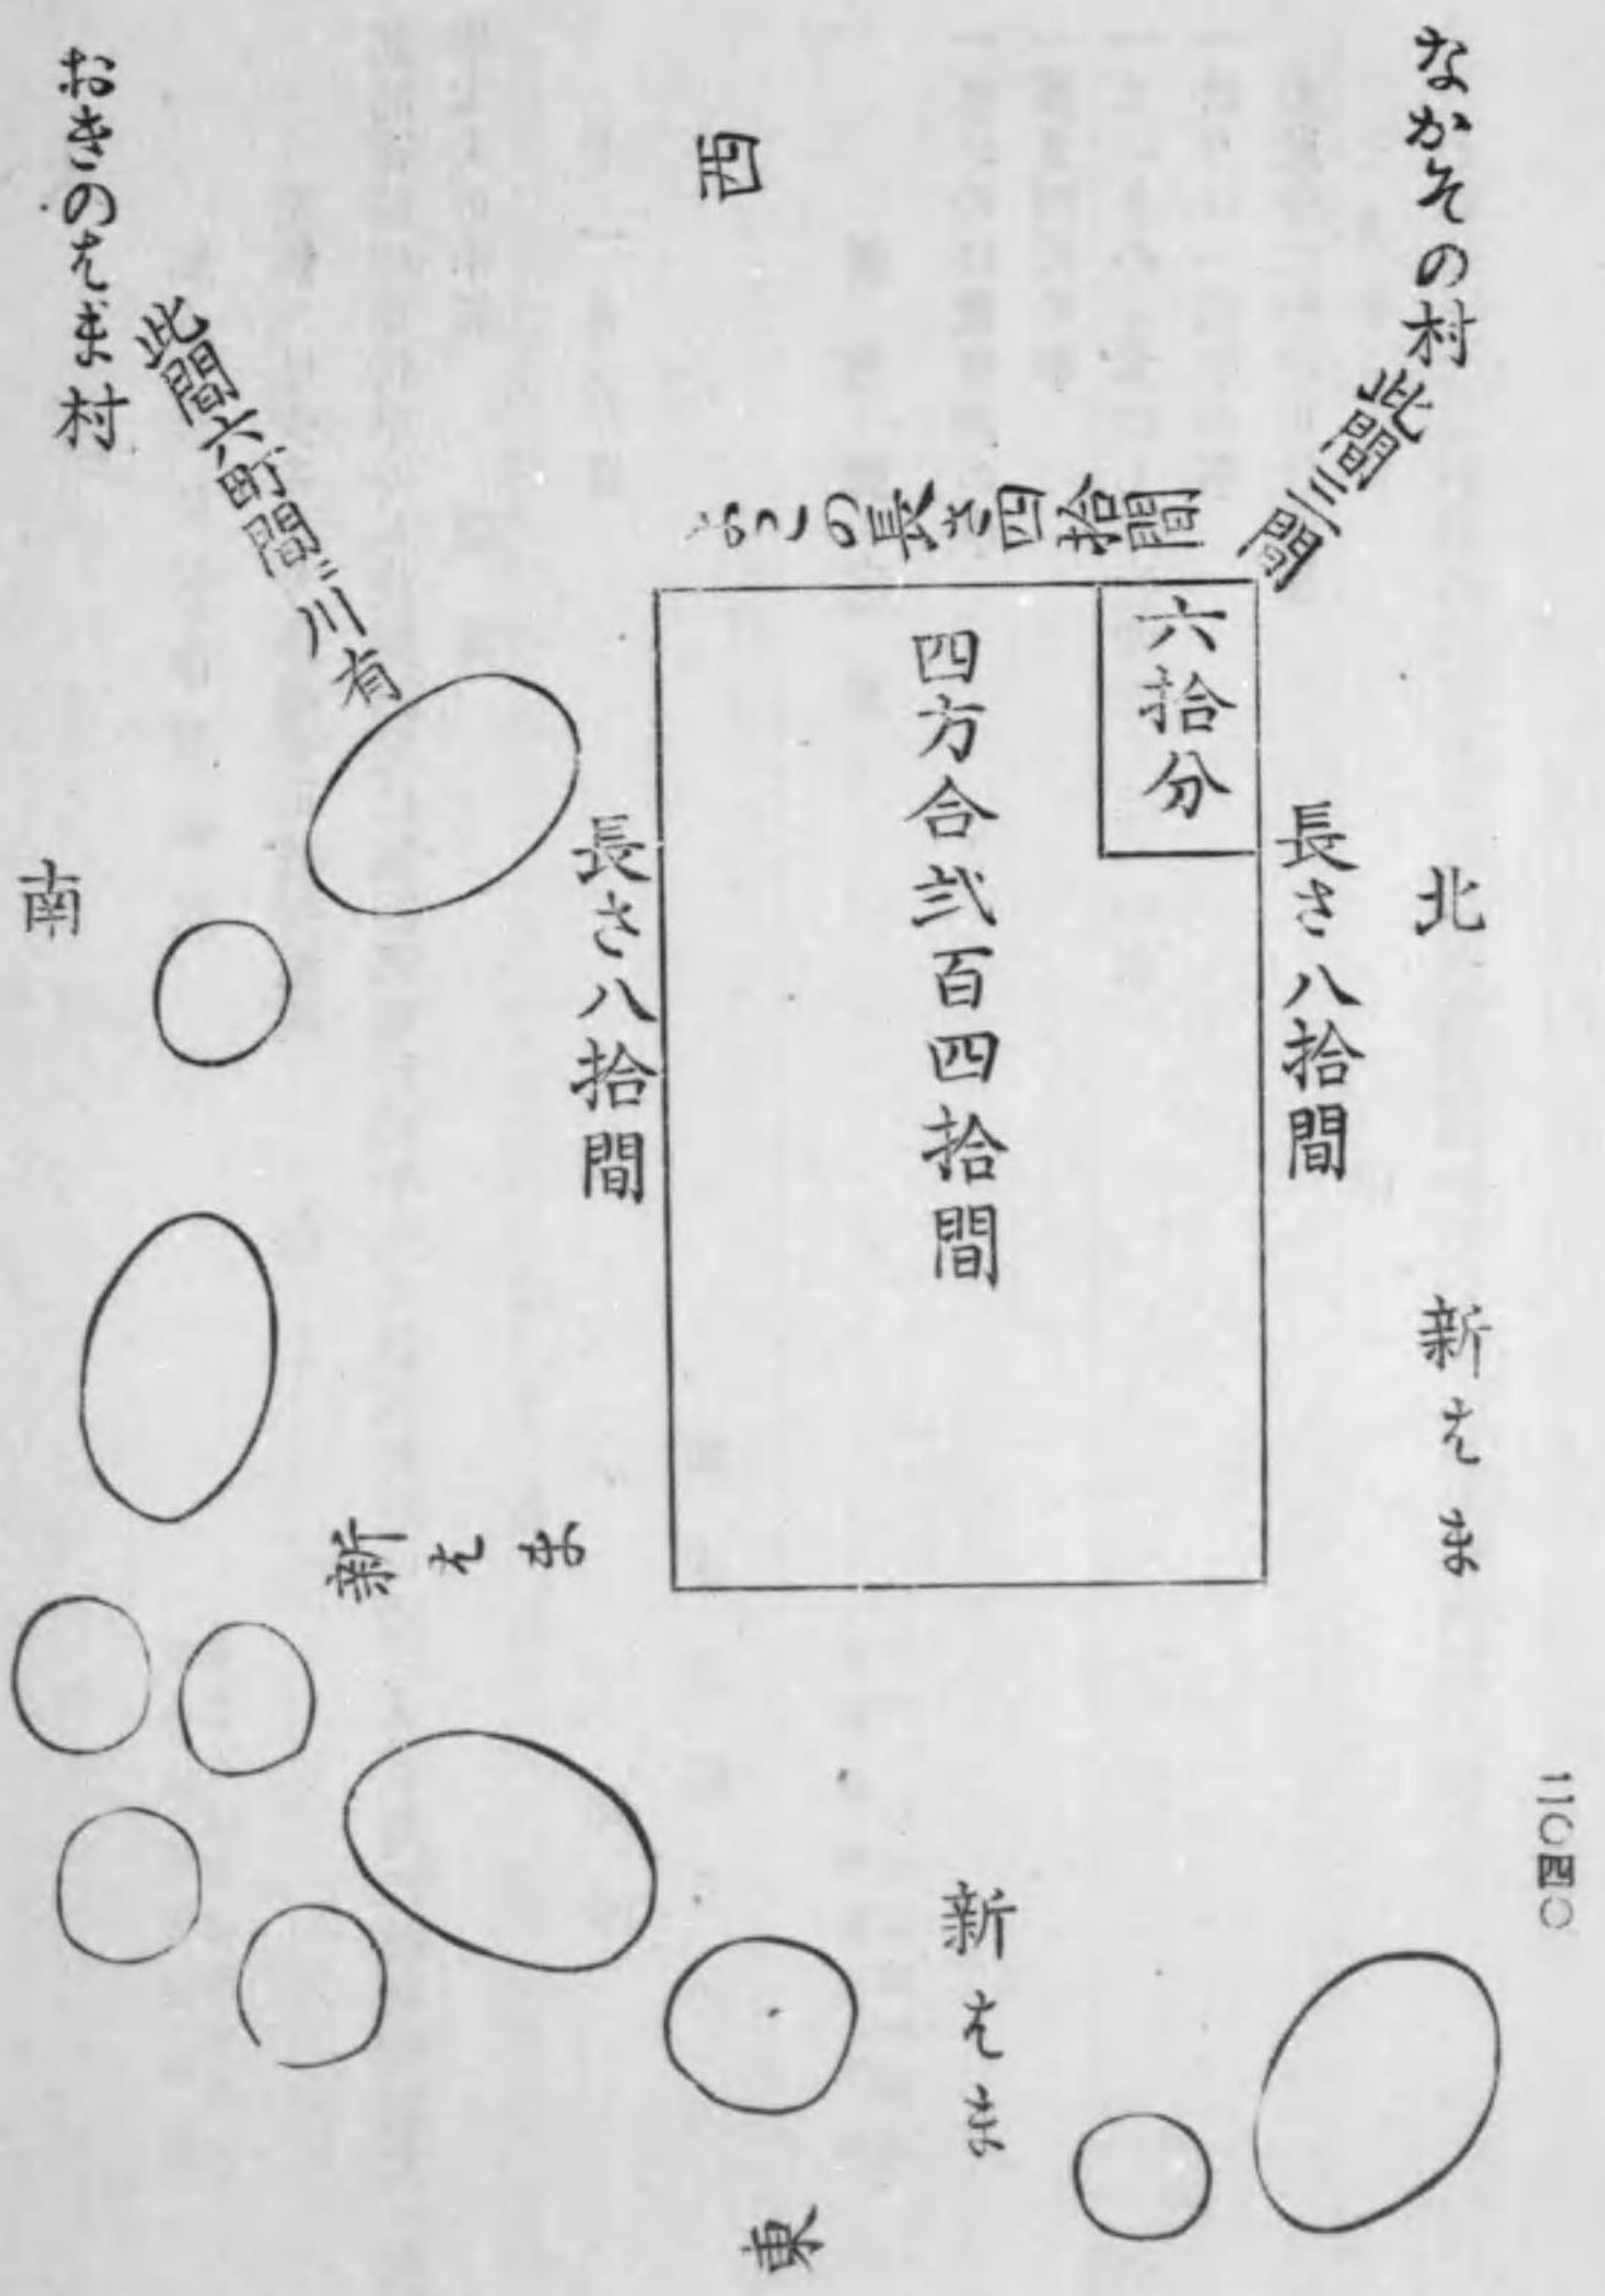 なかその村
此間三間
北
新えま
長さ八拾間
六拾分
四方合弐百四拾間
よこの長さ四拾間
西
長さ八拾間
おきのえま村
此間六町間ニ川有
南
新えま
新えま
東
一一〇四〇